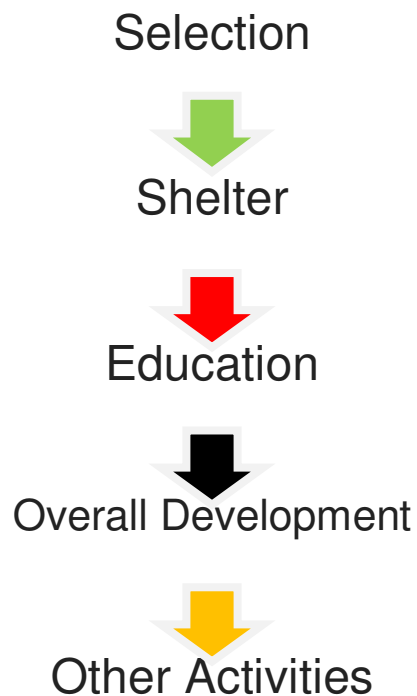 Selection
Shelter
Education
Overall Development
Other Activities